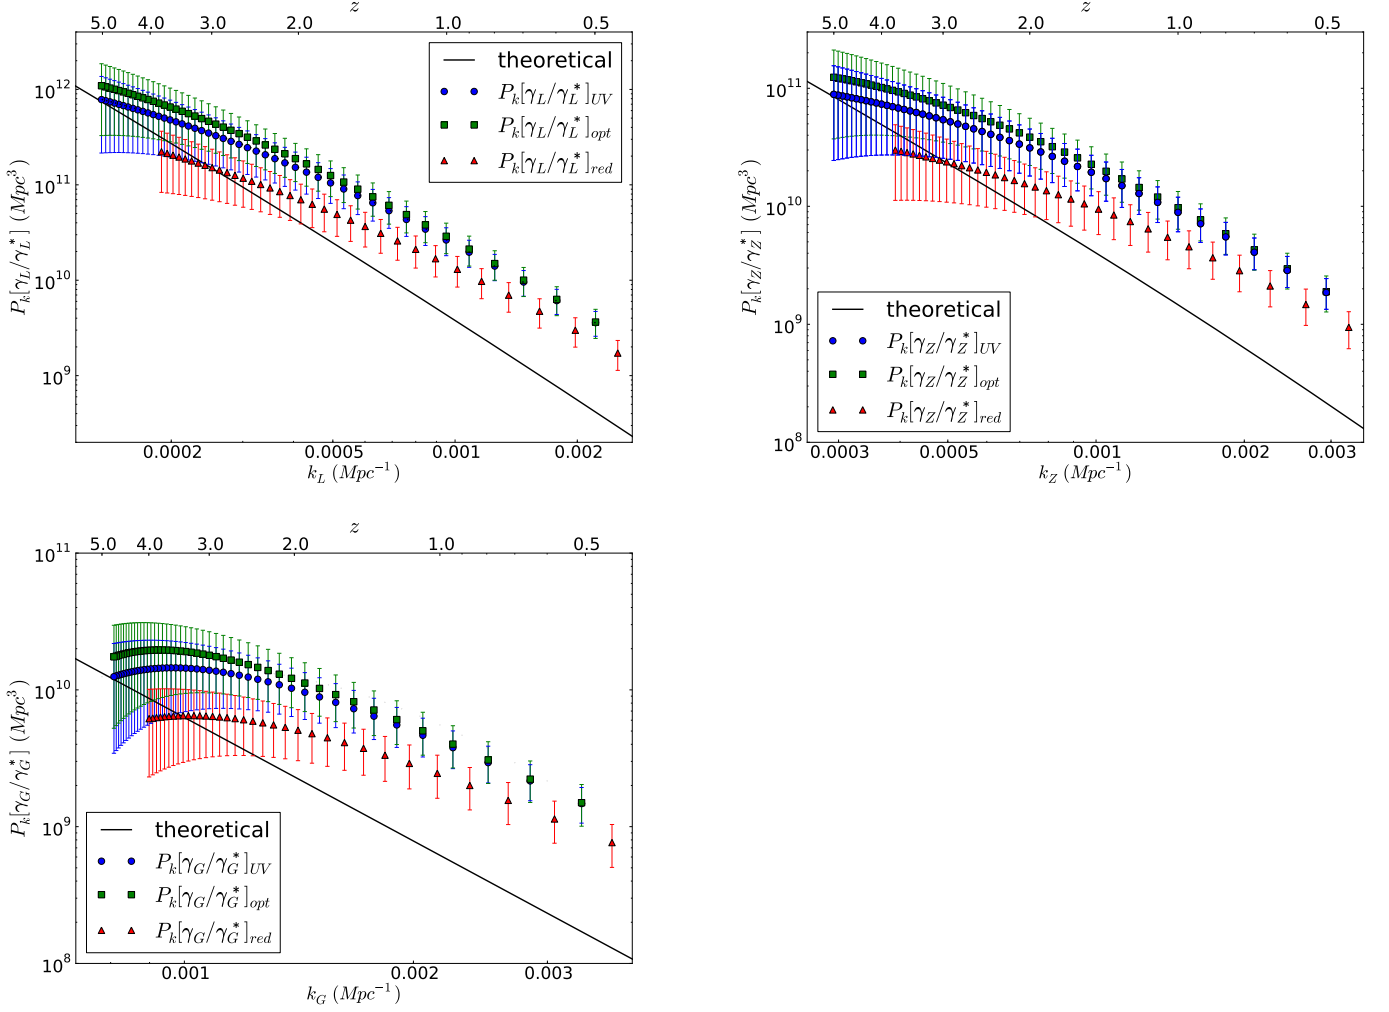 z
5.0 4.0 3.0 2.0 1.0 0.5
theoretical
P_k[γ_L/γ_L^*]_UV
P_k[γ_L/γ_L^*]_opt
P_k[γ_L/γ_L^*]_red
10^12
10^11
10^10
10^9
P_k[γ_L/γ_L^*] (Mpc^3)
0.0002 0.0005 0.001 0.002
k_L (Mpc^-1)
z
5.0 4.0 3.0 2.0 1.0 0.5
10^11
10^10
10^9
10^8
P_k[γ_Z/γ_Z^*] (Mpc^3)
theoretical
P_k[γ_Z/γ_Z^*]_UV
P_k[γ_Z/γ_Z^*]_opt
P_k[γ_Z/γ_Z^*]_red
0.0003 0.0005 0.001 0.002 0.003
k_Z (Mpc^-1)
z
5.0 4.0 3.0 2.0 1.0 0.5
10^11
10^10
10^9
10^8
P_k[γ_G/γ_G^*] (Mpc^3)
theoretical
P_k[γ_G/γ_G^*]_UV
P_k[γ_G/γ_G^*]_opt
P_k[γ_G/γ_G^*]_red
0.001 0.002 0.003
k_G (Mpc^-1)